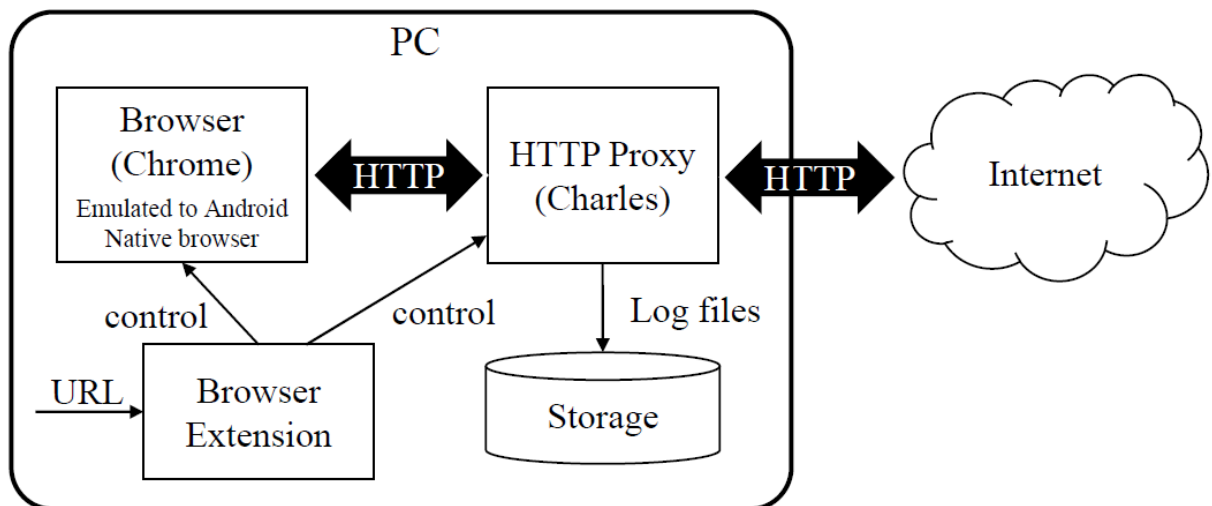 PC
Browser
(Chrome)
Emulated to Android
Native browser
HTTP
HTTP Proxy
(Charles)
HTTP
Internet
control
control
Log files
URL
Browser
Extension
Storage